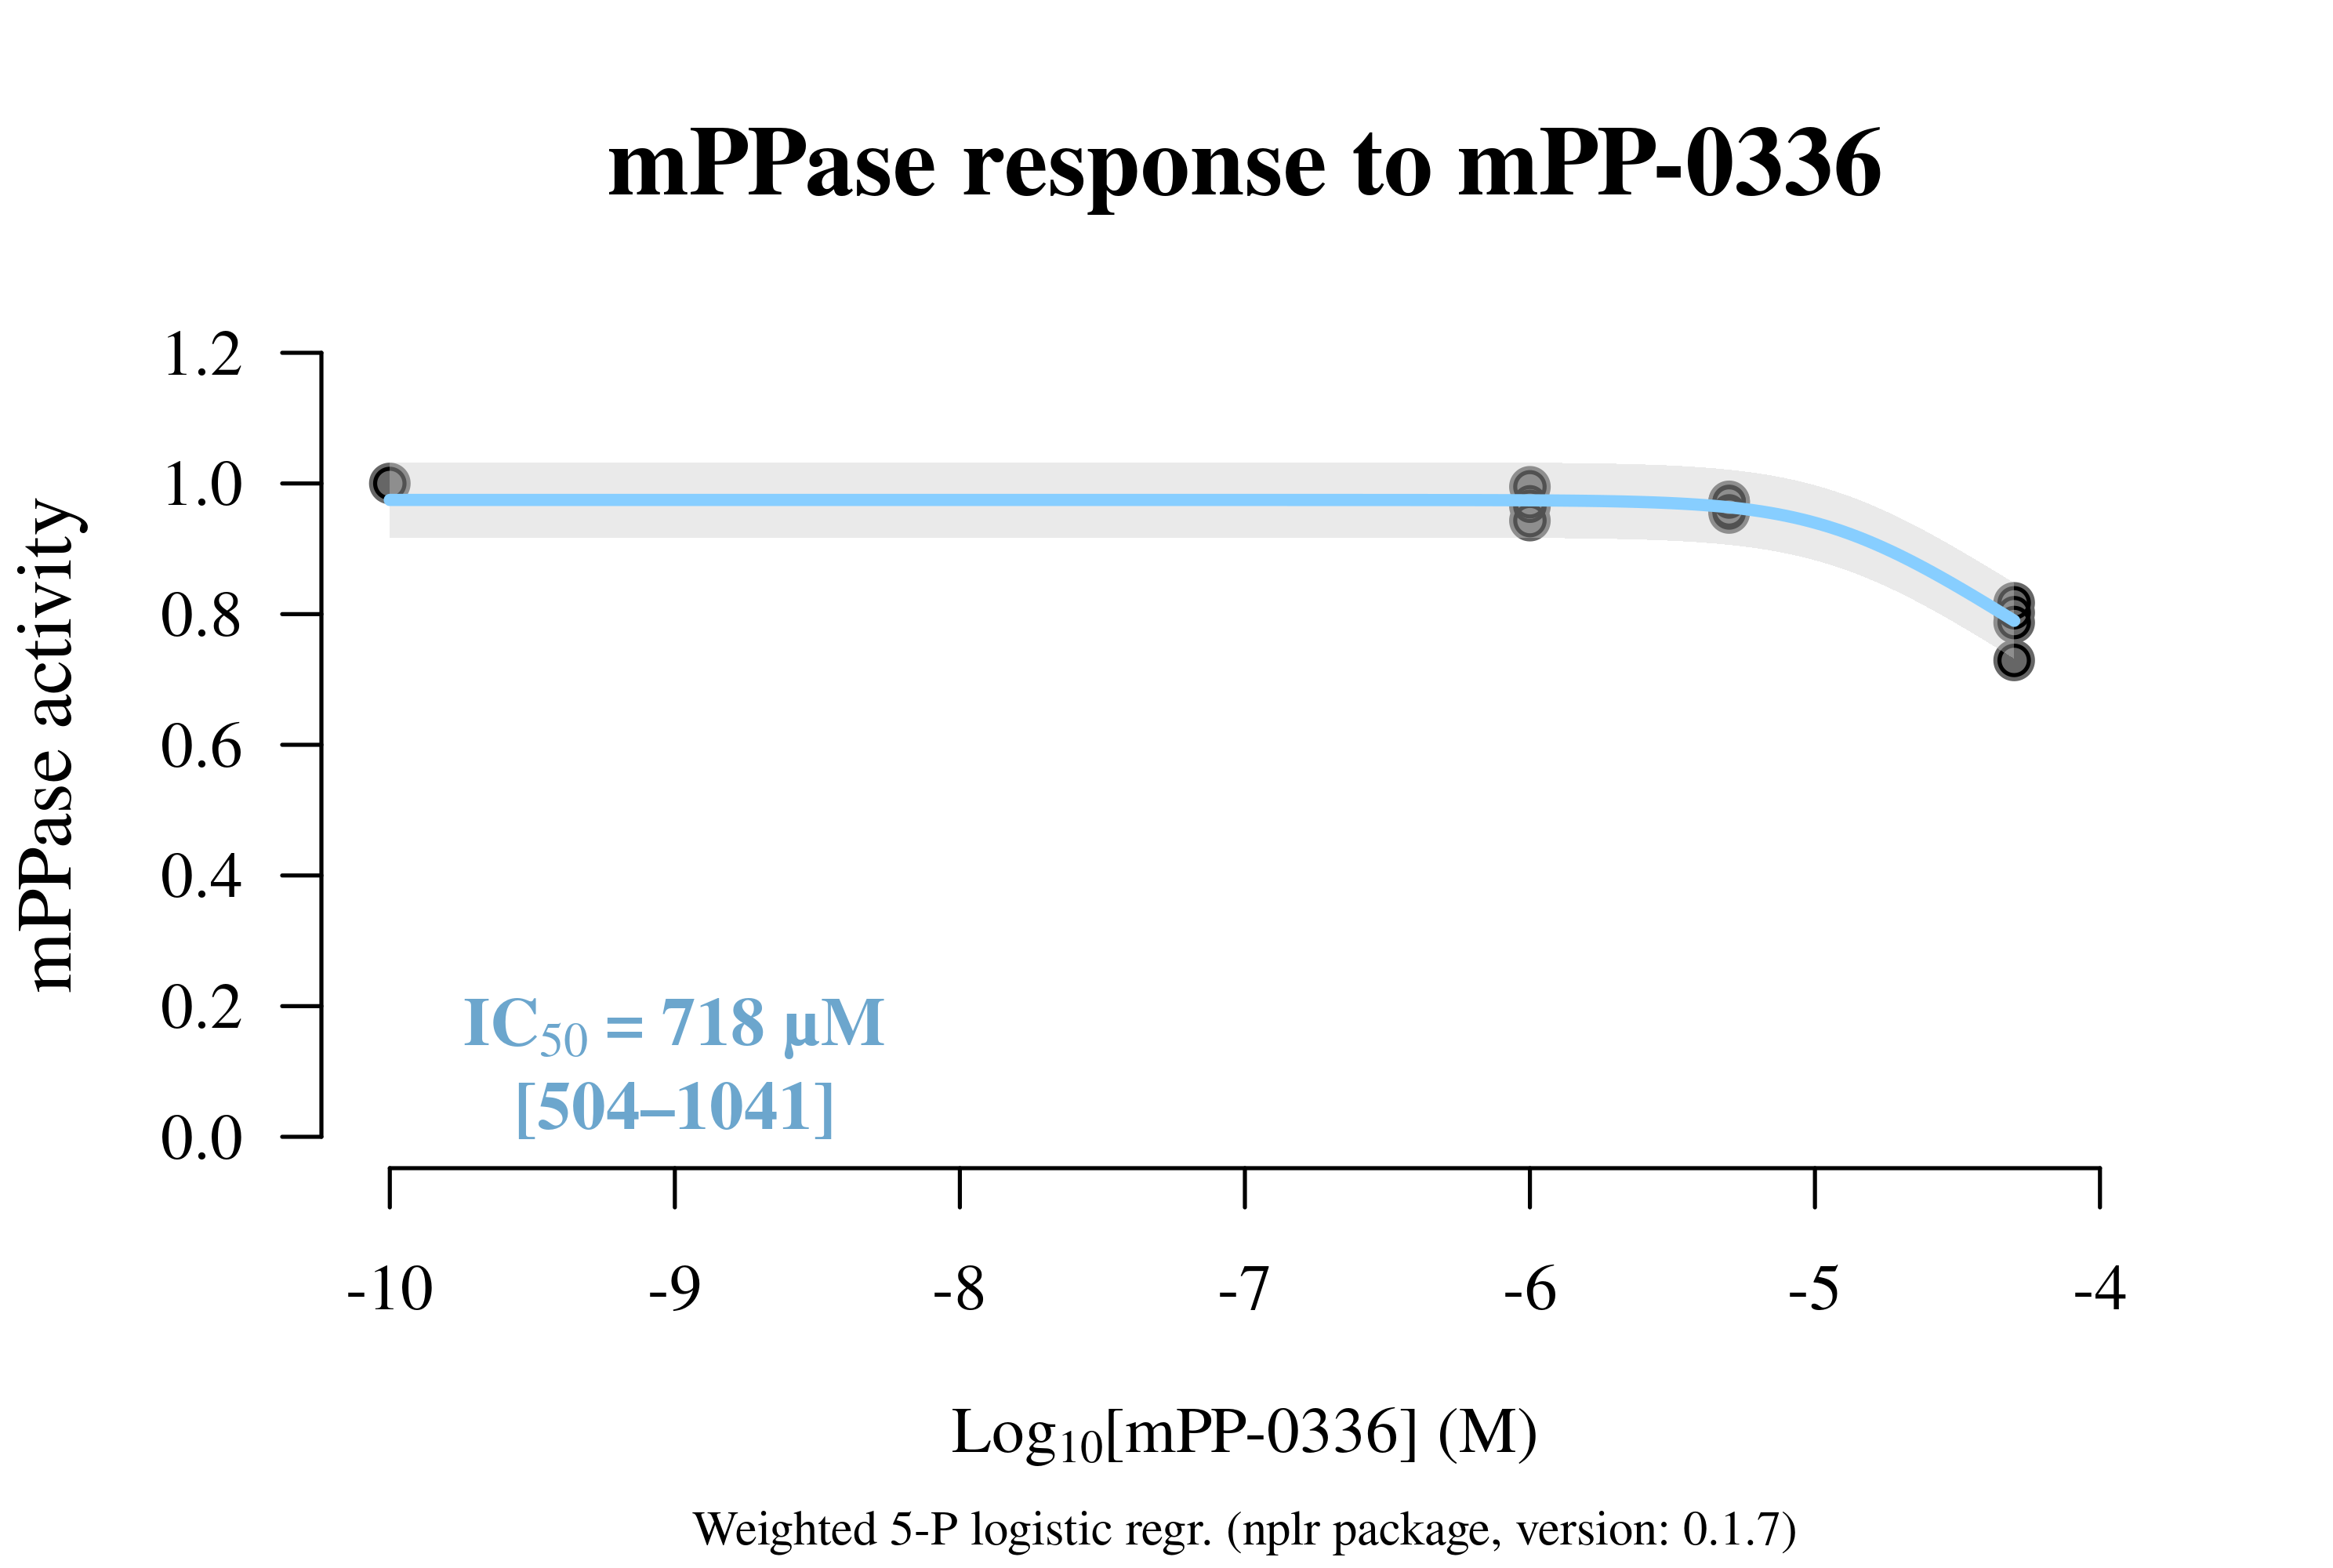 mPPase response to mPP-0336
mPPase activity
1.2
1.0
0.8
0.6
0.4
0.2
0.0
IC50 = 718 µM
[504–1041]
-10 -9 -8 -7 -6 -5 -4
Log10[mPP-0336] (M)
Weighted 5-P logistic regr. (nplr package, version: 0.1.7)